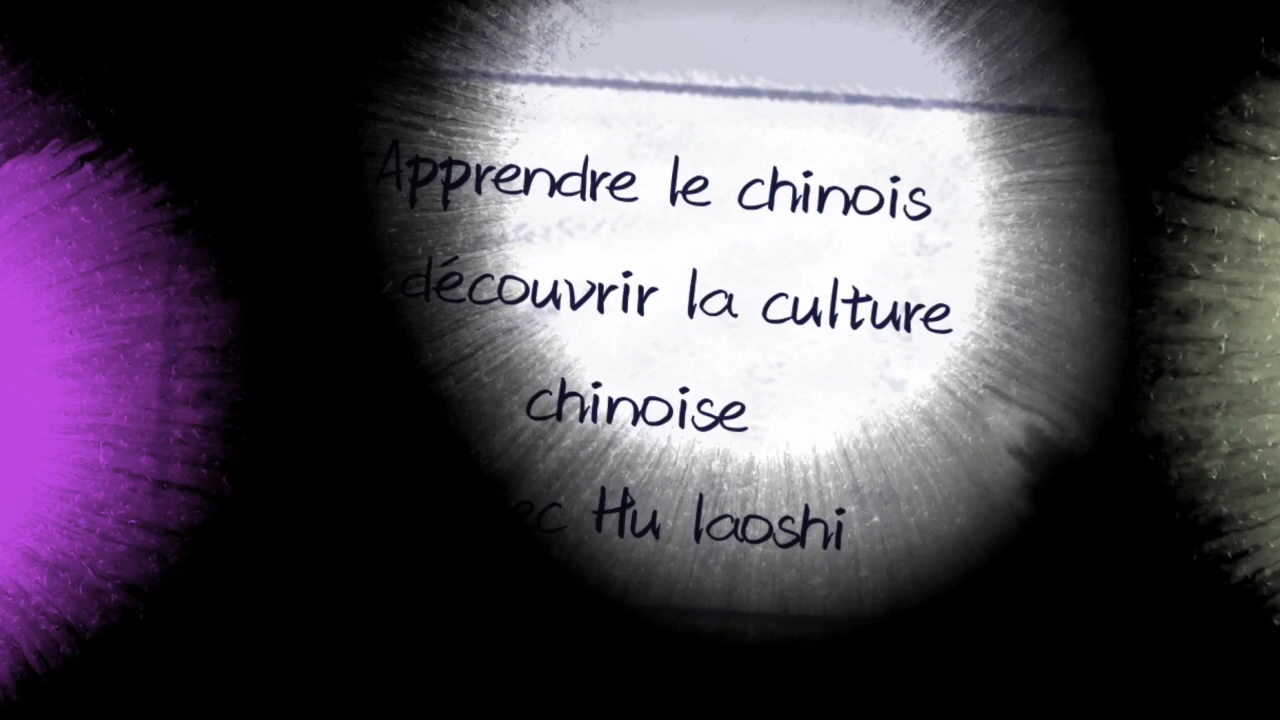 Apprendre le chinois
découvrir la culture
chinoise
Hu laoshi